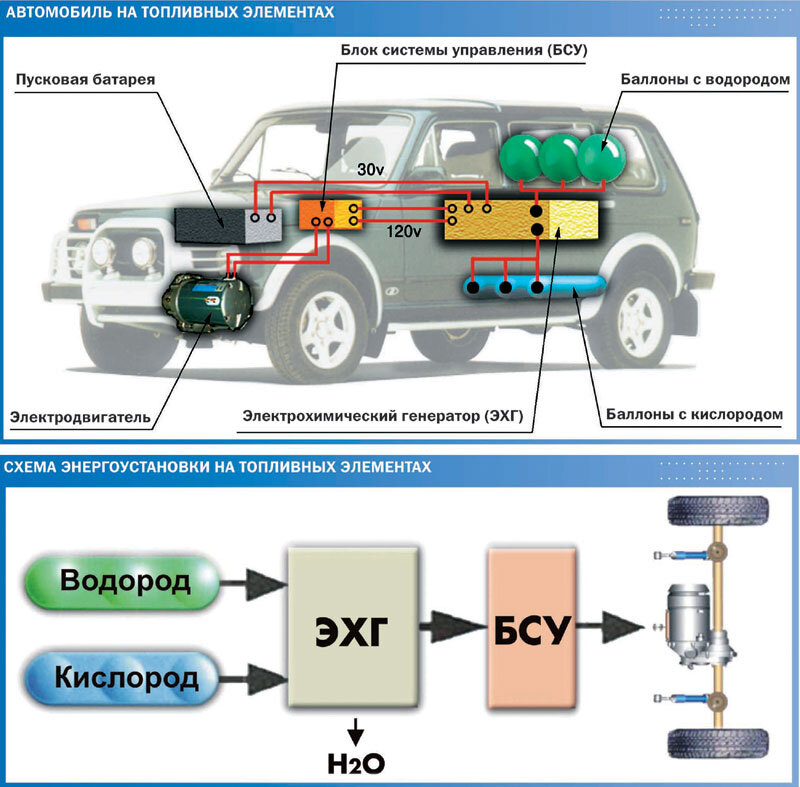 АВТОМОБИЛЬ НА ТОПЛИВНЫХ ЭЛЕМЕНТАХ
Блок системы управления (БСУ)
Пусковая батарея
Баллоны с водородом
30v
120v
Электродвигатель
Электрохимический генератор (ЭХГ)
Баллоны с кислородом
СХЕМА ЭНЕРГОУСТАНОВКИ НА ТОПЛИВНЫХ ЭЛЕМЕНТАХ
Водород
Кислород
ЭХГ
БСУ
H2O